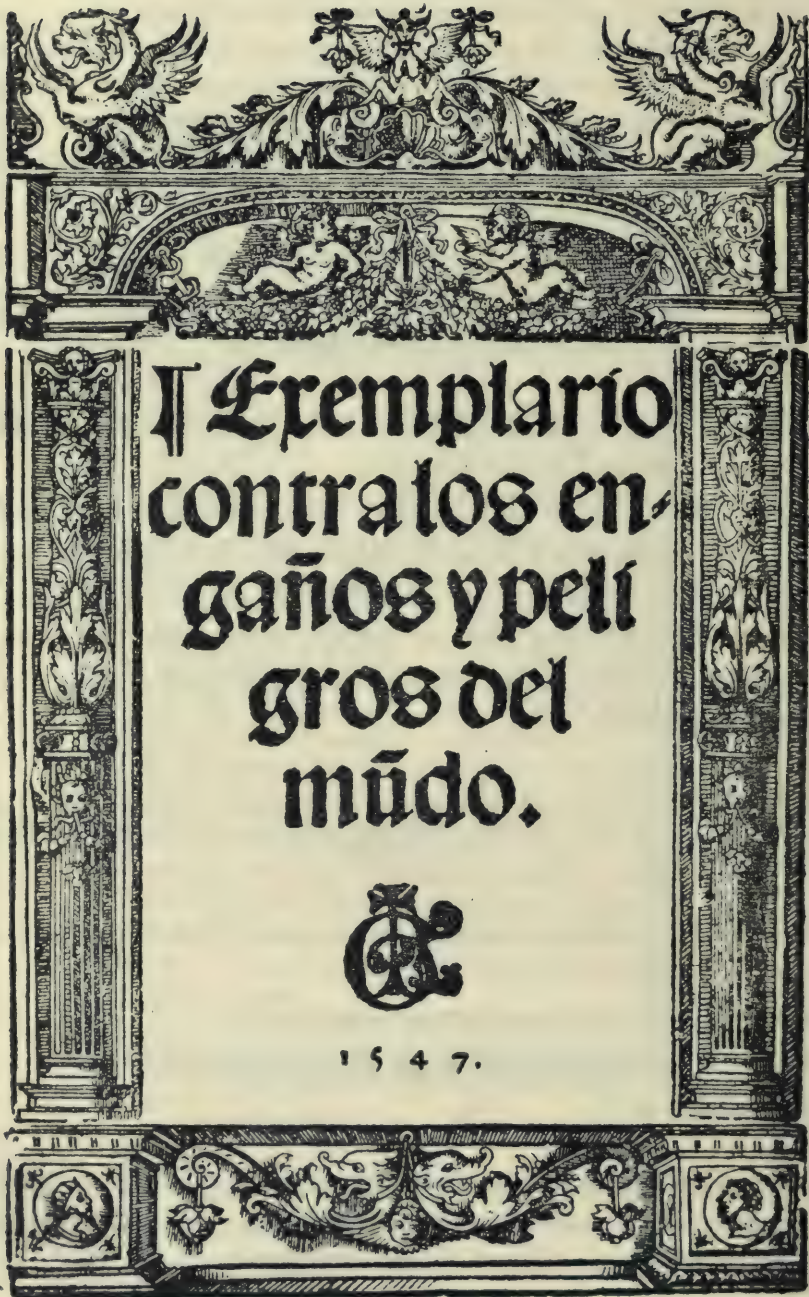 ¶ Exemplario
contra los en⸗
gaños y peli
gros del
mũdo.
1547.